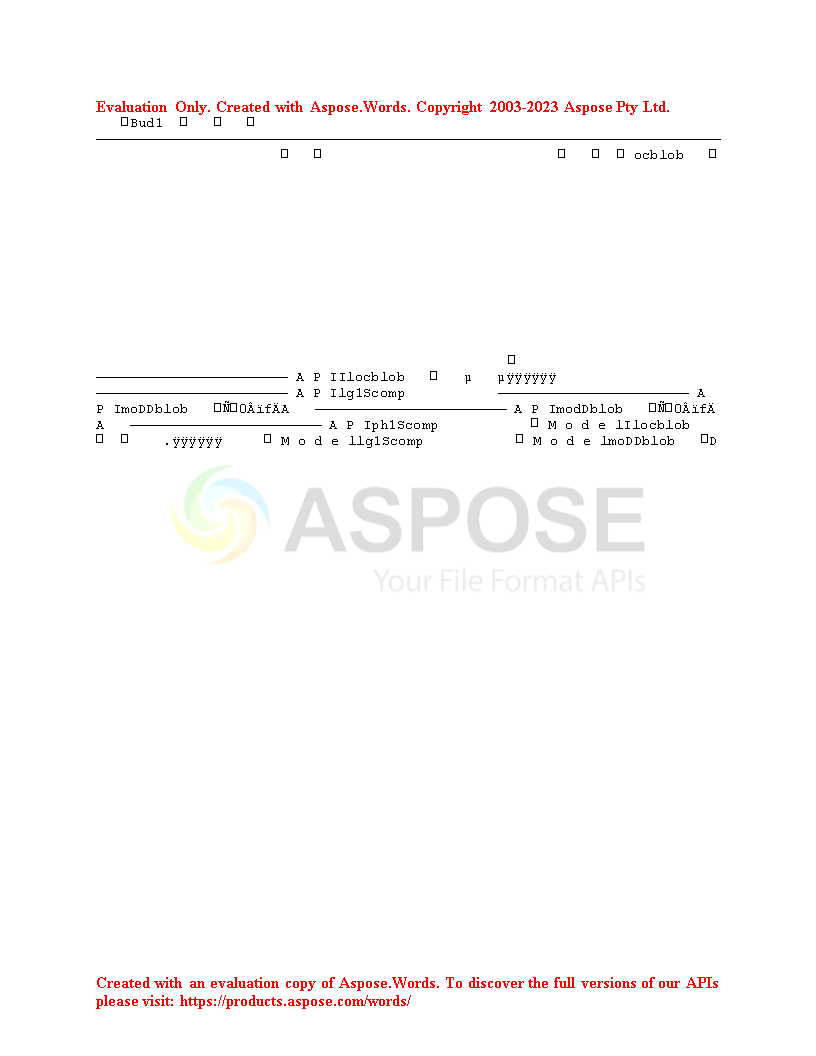 Evaluation Only. Created with Aspose.Words. Copyright 2003-2023 Aspose Pty Ltd.
□Bud1 □ □ □
□ □ □ □ □ ocblob □
□
A P IIlocblob □ µ µÿÿÿÿÿÿ
A P Ilg1Scomp A
P ImoDDblob □Ñ□OÂïfÄA A P ImodDblob □Ñ□OÂïfÄ
A A P Iph1Scomp □ M o d e lIlocblob
□ □ .ÿÿÿÿÿÿ □ M o d e llg1Scomp □ M o d e lmoDDblob □D
ASPOSE
Your File Format APIs
Created with an evaluation copy of Aspose.Words. To discover the full versions of our APIs
please visit: https://products.aspose.com/words/